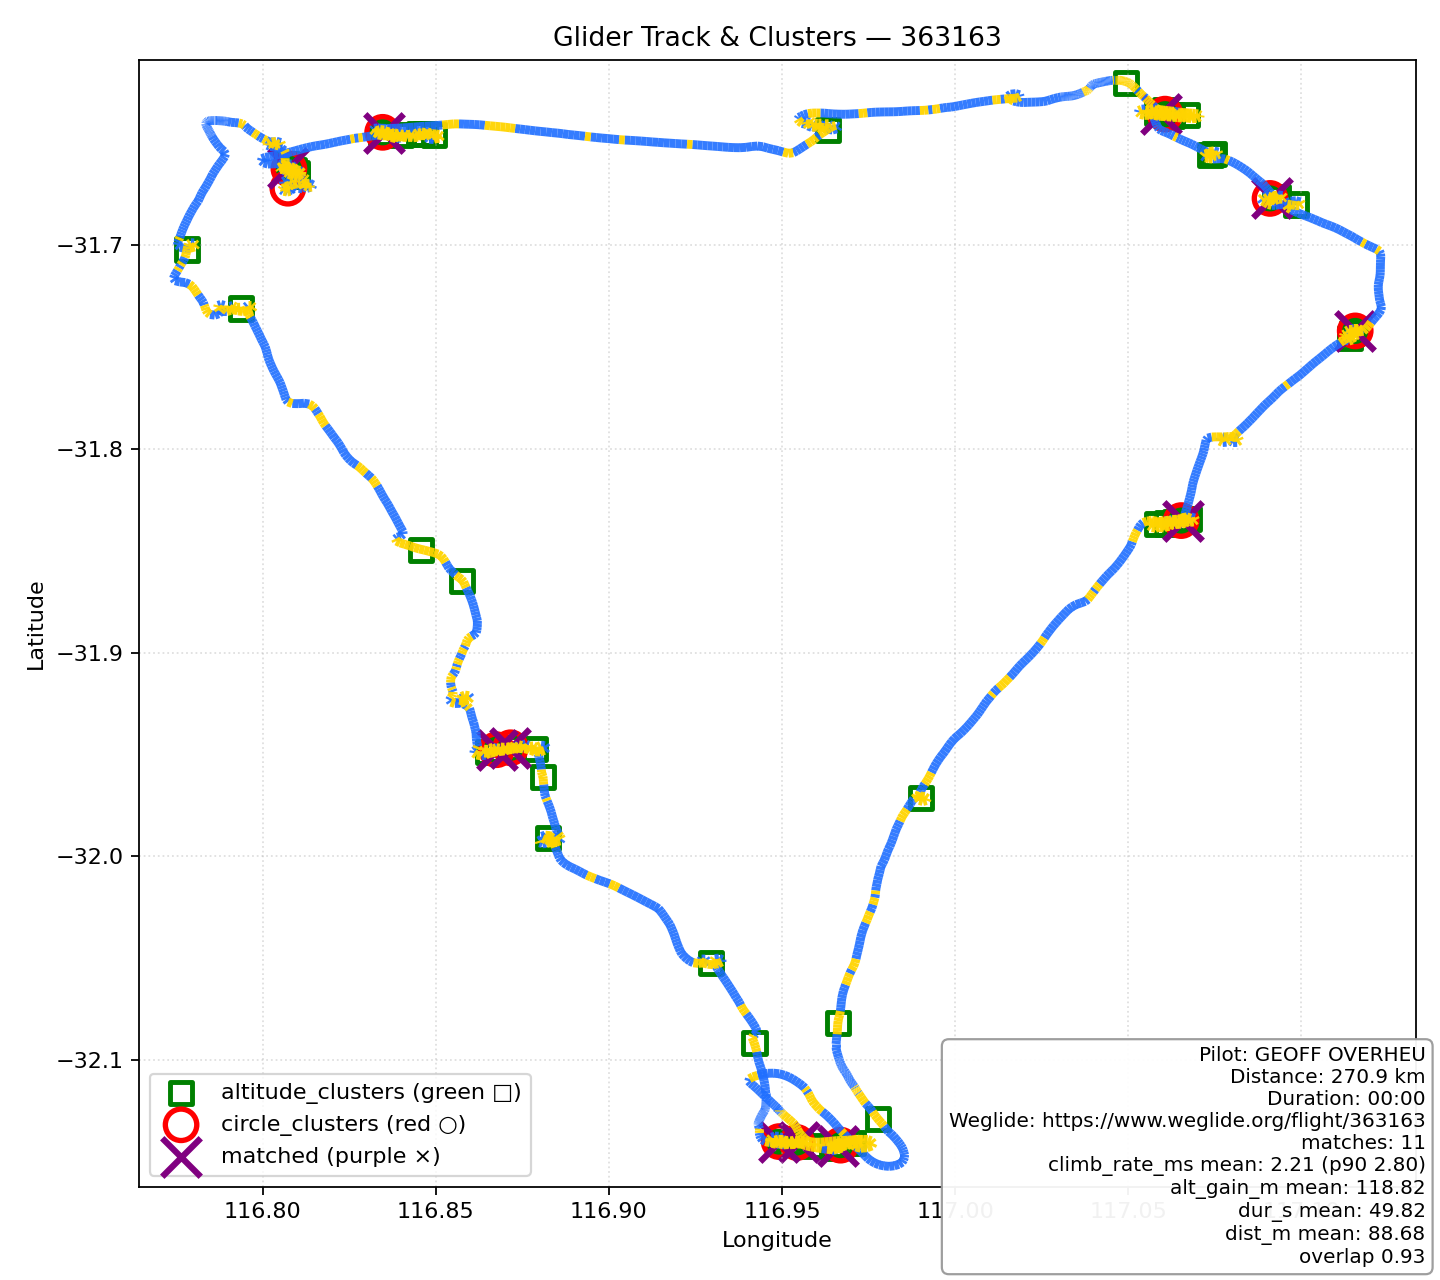 Glider Track & Clusters — 363163
Latitude
−31.7
−31.8
−31.9
−32.0
−32.1
altitude_clusters (green □)
circle_clusters (red ○)
matched (purple ×)
Pilot: GEOFF OVERHEU
Distance: 270.9 km
Duration: 00:00
Weglide: https://www.weglide.org/flight/363163
matches: 11
climb_rate_ms mean: 2.21 (p90 2.80)
alt_gain_m mean: 118.82
dur_s mean: 49.82
dist_m mean: 88.68
overlap 0.93
116.80 116.85 116.90 116.95 117.00 117.05
Longitude